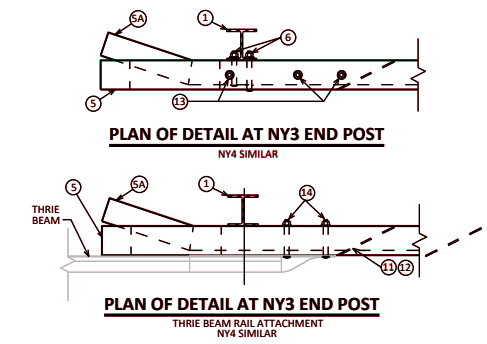 5A
1
6
5
13
PLAN OF DETAIL AT NY3 END POST
NY4 SIMILAR
5
5A
1
14
THRIE
BEAM
11 12
PLAN OF DETAIL AT NY3 END POST
THRIE BEAM RAIL ATTACHMENT
NY4 SIMILAR